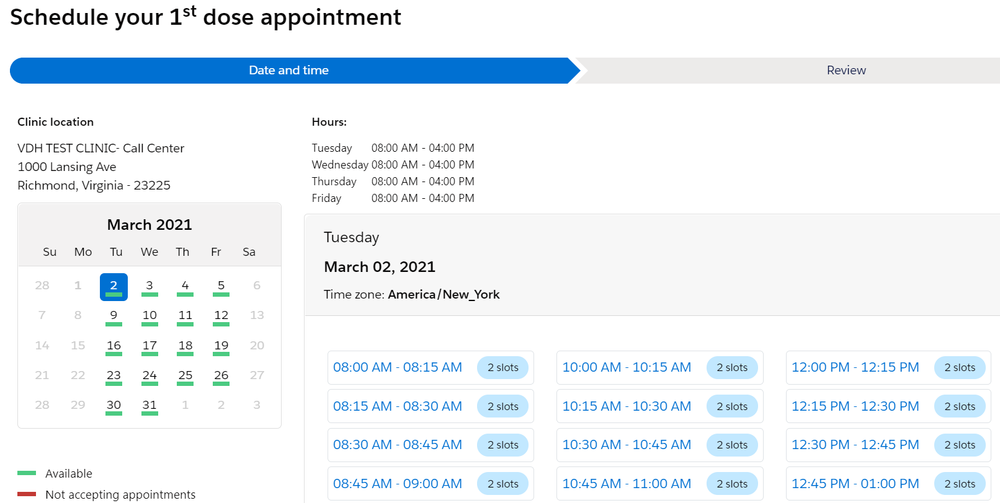 Schedule your 1st dose appointment
Date and time
Review
Clinic location
VDH TEST CLINIC- Call Center
1000 Lansing Ave
Richmond, Virginia - 23225
Hours:
Tuesday 08:00 AM - 04:00 PM
Wednesday 08:00 AM - 04:00 PM
Thursday 08:00 AM - 04:00 PM
Friday 08:00 AM - 04:00 PM
March 2021
Su Mo Tu We Th Fr Sa
28 1 2 3 4 5 6
7 8 9 10 11 12 13
14 15 16 17 18 19 20
21 22 23 24 25 26 27
28 29 30 31 1 2 3
Available
Not accepting appointments
Tuesday
March 02, 2021
Time zone: America/New_York
08:00 AM - 08:15 AM 2 slots 10:00 AM - 10:15 AM 2 slots 12:00 PM - 12:15 PM 2 slots
08:15 AM - 08:30 AM 2 slots 10:15 AM - 10:30 AM 2 slots 12:15 PM - 12:30 PM 2 slots
08:30 AM - 08:45 AM 2 slots 10:30 AM - 10:45 AM 2 slots 12:30 PM - 12:45 PM 2 slots
08:45 AM - 09:00 AM 2 slots 10:45 AM - 11:00 AM 2 slots 12:45 PM - 01:00 PM 2 slots